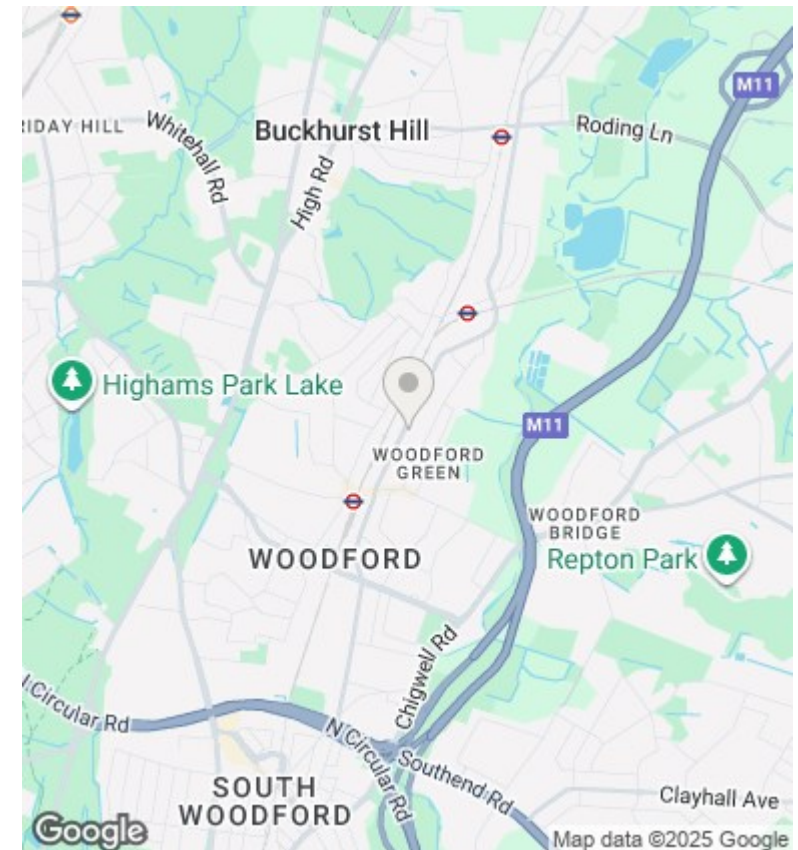 M11
RIDAY HILL
Whitehall Rd
Buckhurst Hill
Roding Ln
High Rd
Highams Park Lake
M11
WOODFORD
GREEN
WOODFORD
BRIDGE
WOODFORD
Repton Park
Chigwell Rd
N Circular Rd
N Circular Rd
Southend Rd
SOUTH
WOODFORD
Clayhall Ave
Google
Map data ©2025 Google